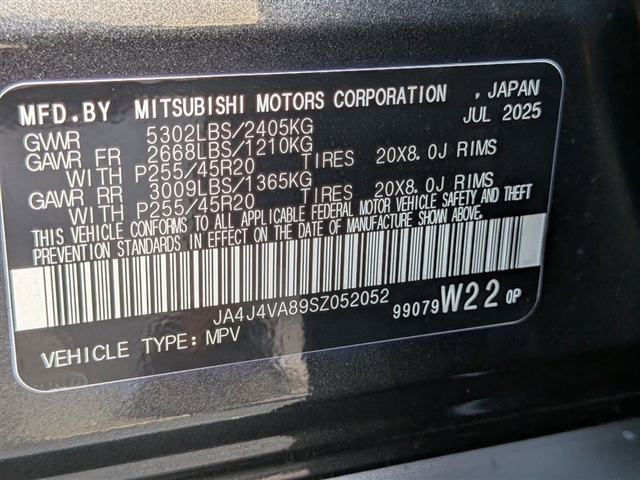 MFD.BY MITSUBISHI MOTORS CORPORATION , JAPAN
JUL 2025
GVWR 5302LBS/2405KG
GAWR FR 2668LBS/1210KG
WITH P255/45R20 TIRES 20X8.0J RIMS
GAWR RR 3009LBS/1365KG
WITH P255/45R20 TIRES 20X8.0J RIMS
THIS VEHICLE CONFORMS TO ALL APPLICABLE FEDERAL MOTOR VEHICLE SAFETY AND THEFT
PREVENTION STANDARDS IN EFFECT ON THE DATE OF MANUFACTURE SHOWN ABOVE.
JA4J4VA89SZ052052
99079 W22 QP
VEHICLE TYPE: MPV